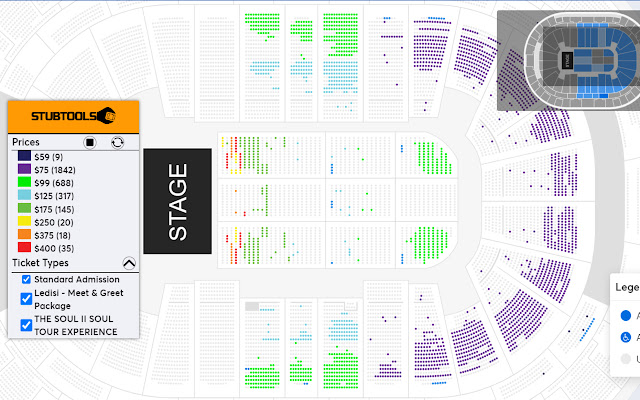 STUBTOOLS
Prices
$59 (9)
$75 (1842)
$99 (688)
$125 (317)
$175 (145)
$250 (20)
$375 (18)
$400 (35)
Ticket Types
Standard Admission
Ledisi - Meet & Greet
Package
THE SOUL II SOUL
TOUR EXPERIENCE
STAGE
STAGE
Lege
A
A
U